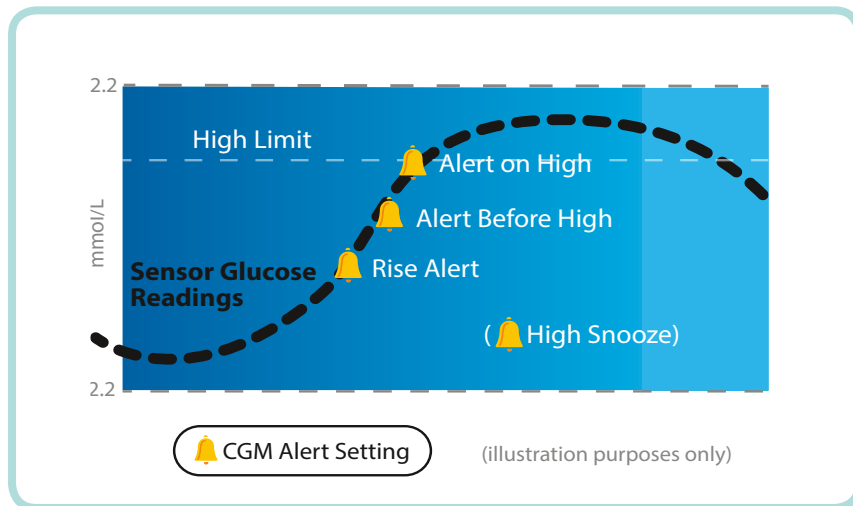 2.2
High Limit
Alert on High
mmol/L
Alert Before High
Sensor Glucose
Readings
Rise Alert
(High Snooze)
2.2
CGM Alert Setting
(illustration purposes only)